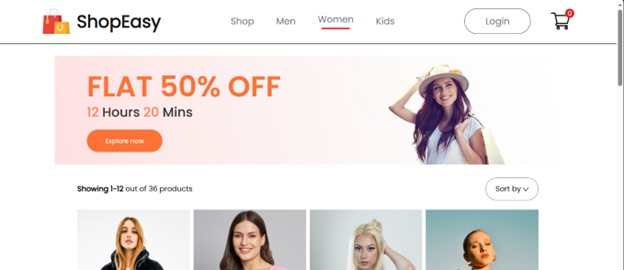 ShopEasy
Shop Men Women Kids
Login
0
FLAT 50% OFF
12 Hours 20 Mins
Explore now
Showing 1-12 out of 36 products
Sort by